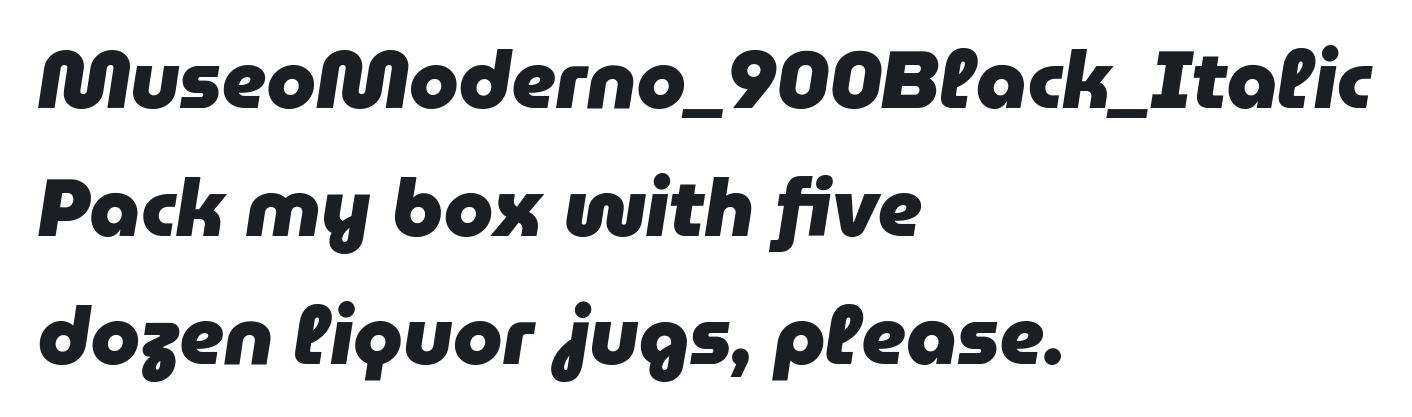 MuseoModerno_900Black_Italic
Pack my box with five
dozen liquor jugs, please.